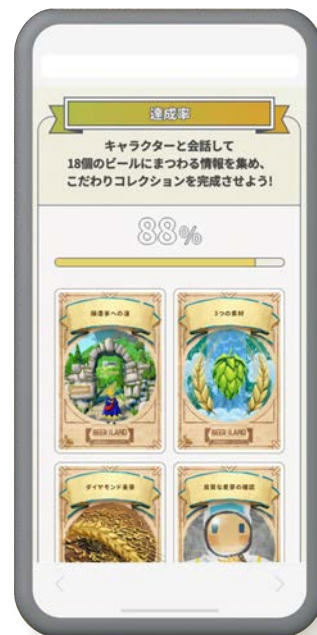 達成率
キャラクターと会話して
18個のビールにまつわる情報を集め、
こだわりコレクションを完成させよう!
88%
醸造家への道
3つの素材
BEER ILAND
BEER ILAND
ダイヤモンド麦芽
良質な麦芽の確認